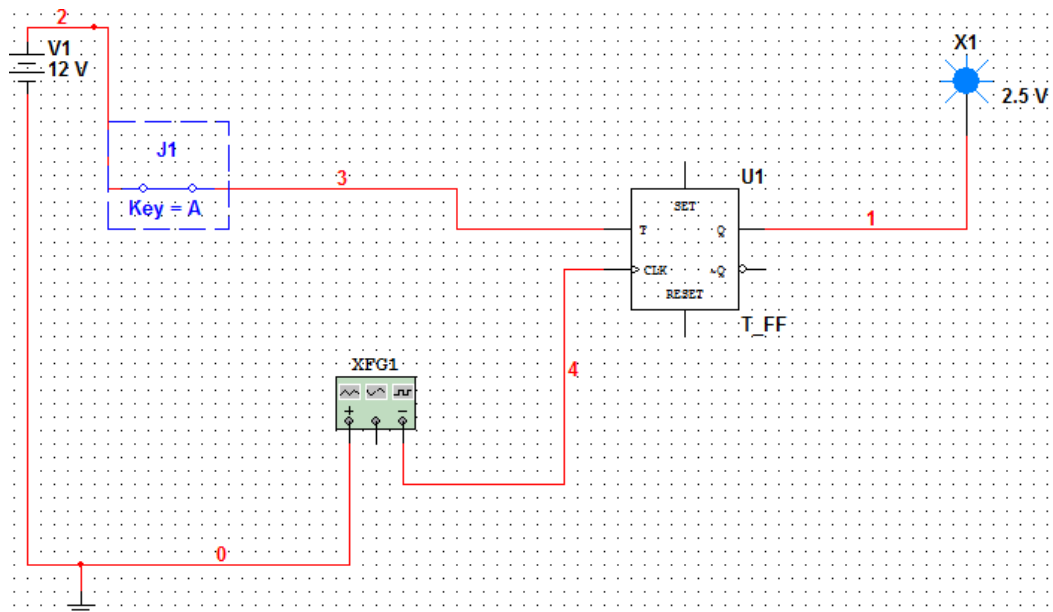 2
V1
12 V
J1
Key = A
3
X1
2.5 V
U1
SET
T
Q
1
CLK
~Q
RESET
T_FF
XFG1
+
−
4
0